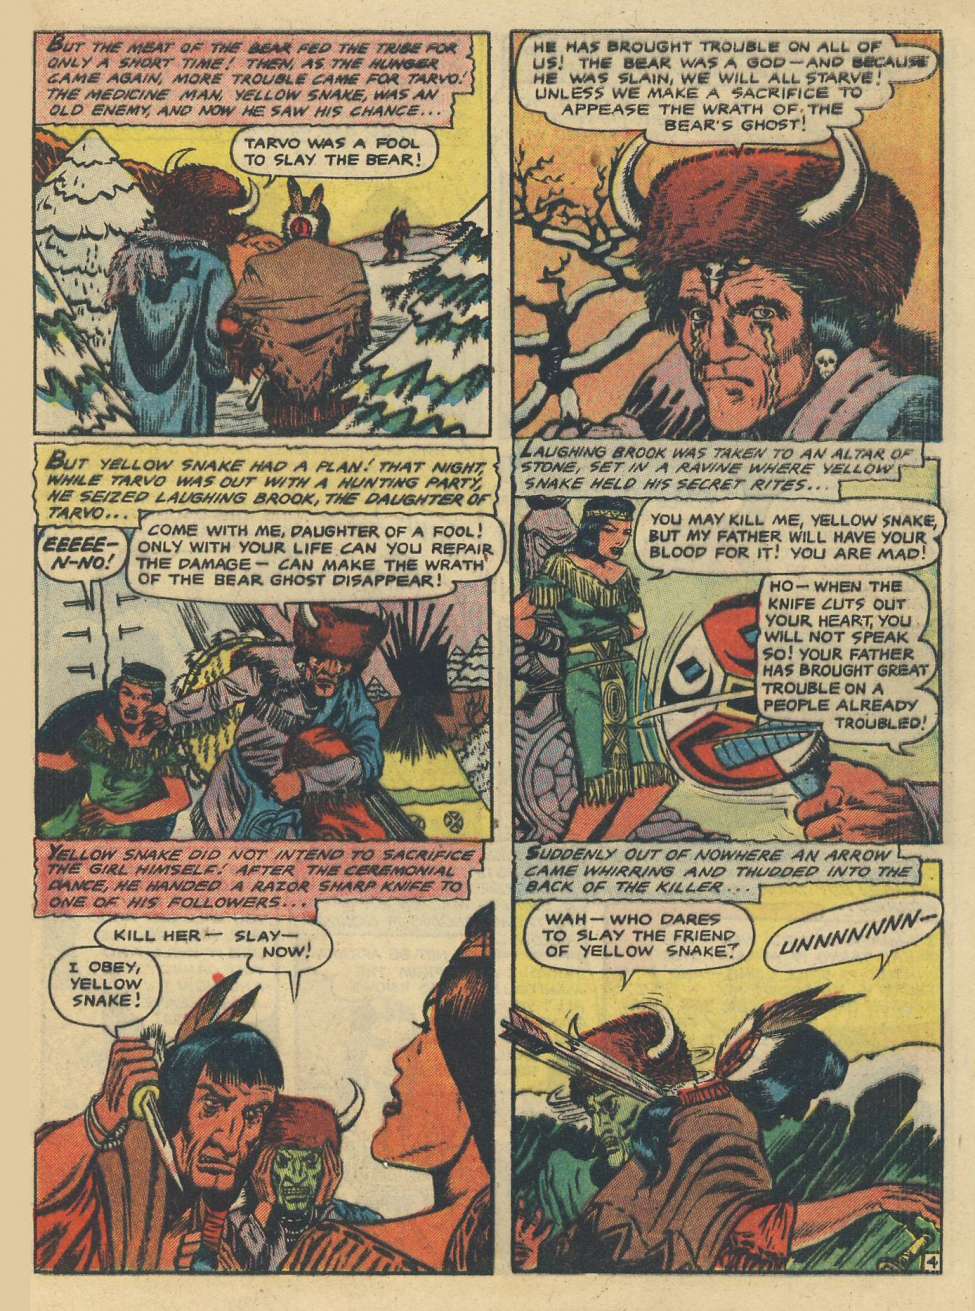 BUT THE MEAT OF THE BEAR FED THE TRIBE FOR
ONLY A SHORT TIME! THEN, AS THE HUNGER
CAME AGAIN, MORE TROUBLE CAME FOR TARVO!
THE MEDICINE MAN, YELLOW SNAKE, WAS AN
OLD ENEMY, AND NOW HE SAW HIS CHANCE...
TARVO WAS A FOOL
TO SLAY THE BEAR!
HE HAS BROUGHT TROUBLE ON ALL OF
US! THE BEAR WAS A GOD—AND BECAUSE
HE WAS SLAIN, WE WILL ALL STARVE!
UNLESS WE MAKE A SACRIFICE TO
APPEASE THE WRATH OF THE
BEAR'S GHOST!
BUT YELLOW SNAKE HAD A PLAN! THAT NIGHT,
WHILE TARVO WAS OUT WITH A HUNTING PARTY,
HE SEIZED LAUGHING BROOK, THE DAUGHTER OF
TARVO...
EEEEE-
N-NO!
COME WITH ME, DAUGHTER OF A FOOL!
ONLY WITH YOUR LIFE CAN YOU REPAIR
THE DAMAGE— CAN MAKE THE WRATH
OF THE BEAR GHOST DISAPPEAR!
LAUGHING BROOK WAS TAKEN TO AN ALTAR OF
STONE, SET IN A RAVINE WHERE YELLOW
SNAKE HELD HIS SECRET RITES...
YOU MAY KILL ME, YELLOW SNAKE,
BUT MY FATHER WILL HAVE YOUR
BLOOD FOR IT! YOU ARE MAD!
HO— WHEN THE
KNIFE CUTS OUT
YOUR HEART, YOU
WILL NOT SPEAK
SO! YOUR FATHER
HAS BROUGHT GREAT
TROUBLE ON A
PEOPLE ALREADY
TROUBLED!
YELLOW SNAKE DID NOT INTEND TO SACRIFICE
THE GIRL HIMSELF. AFTER THE CEREMONIAL
DANCE, HE HANDED A RAZOR SHARP KNIFE TO
ONE OF HIS FOLLOWERS...
KILL HER— SLAY—
NOW!
I OBEY,
YELLOW
SNAKE!
SUDDENLY OUT OF NOWHERE AN ARROW
CAME WHIRRING AND THUDDED INTO THE
BACK OF THE KILLER...
WAH— WHO DARES
TO SLAY THE FRIEND
OF YELLOW SNAKE?
UNNNNNNN—
4